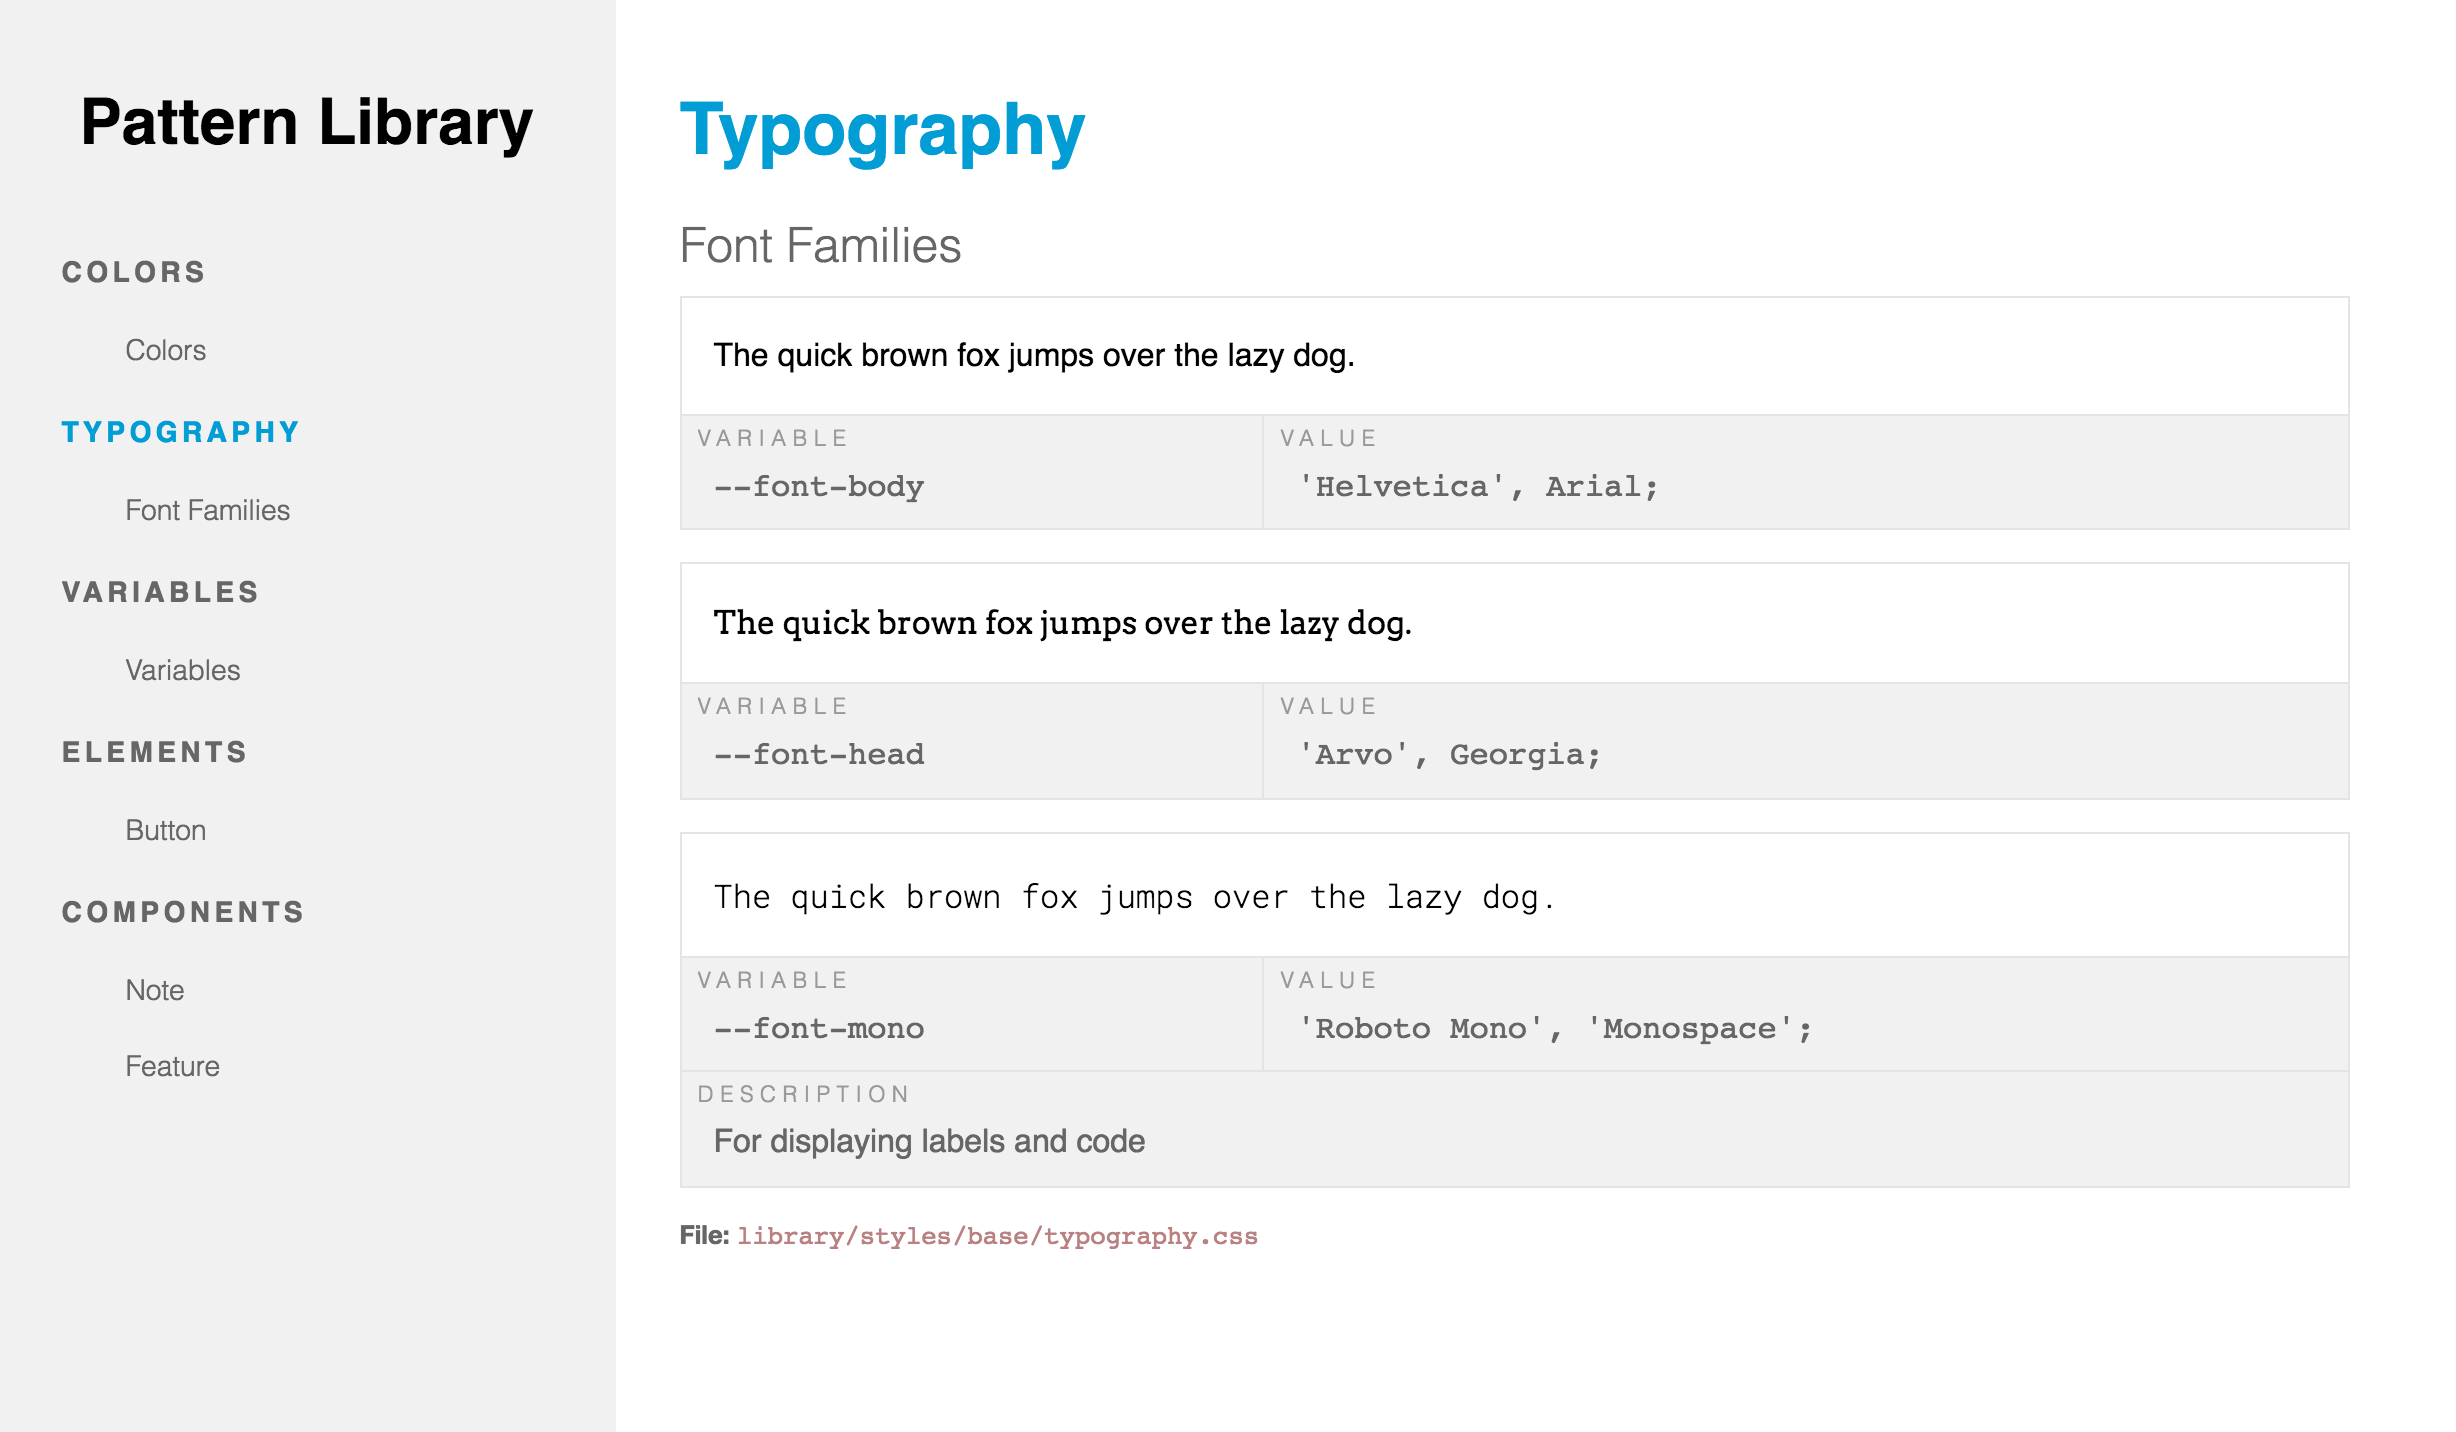 Pattern Library
COLORS
Colors
TYPOGRAPHY
Font Families
VARIABLES
Variables
ELEMENTS
Button
COMPONENTS
Note
Feature
Typography
Font Families
The quick brown fox jumps over the lazy dog.
VARIABLE
--font-body
VALUE
'Helvetica', Arial;
The quick brown fox jumps over the lazy dog.
VARIABLE
--font-head
VALUE
'Arvo', Georgia;
The quick brown fox jumps over the lazy dog.
VARIABLE
--font-mono
VALUE
'Roboto Mono', 'Monospace';
DESCRIPTION
For displaying labels and code
File: library/styles/base/typography.css